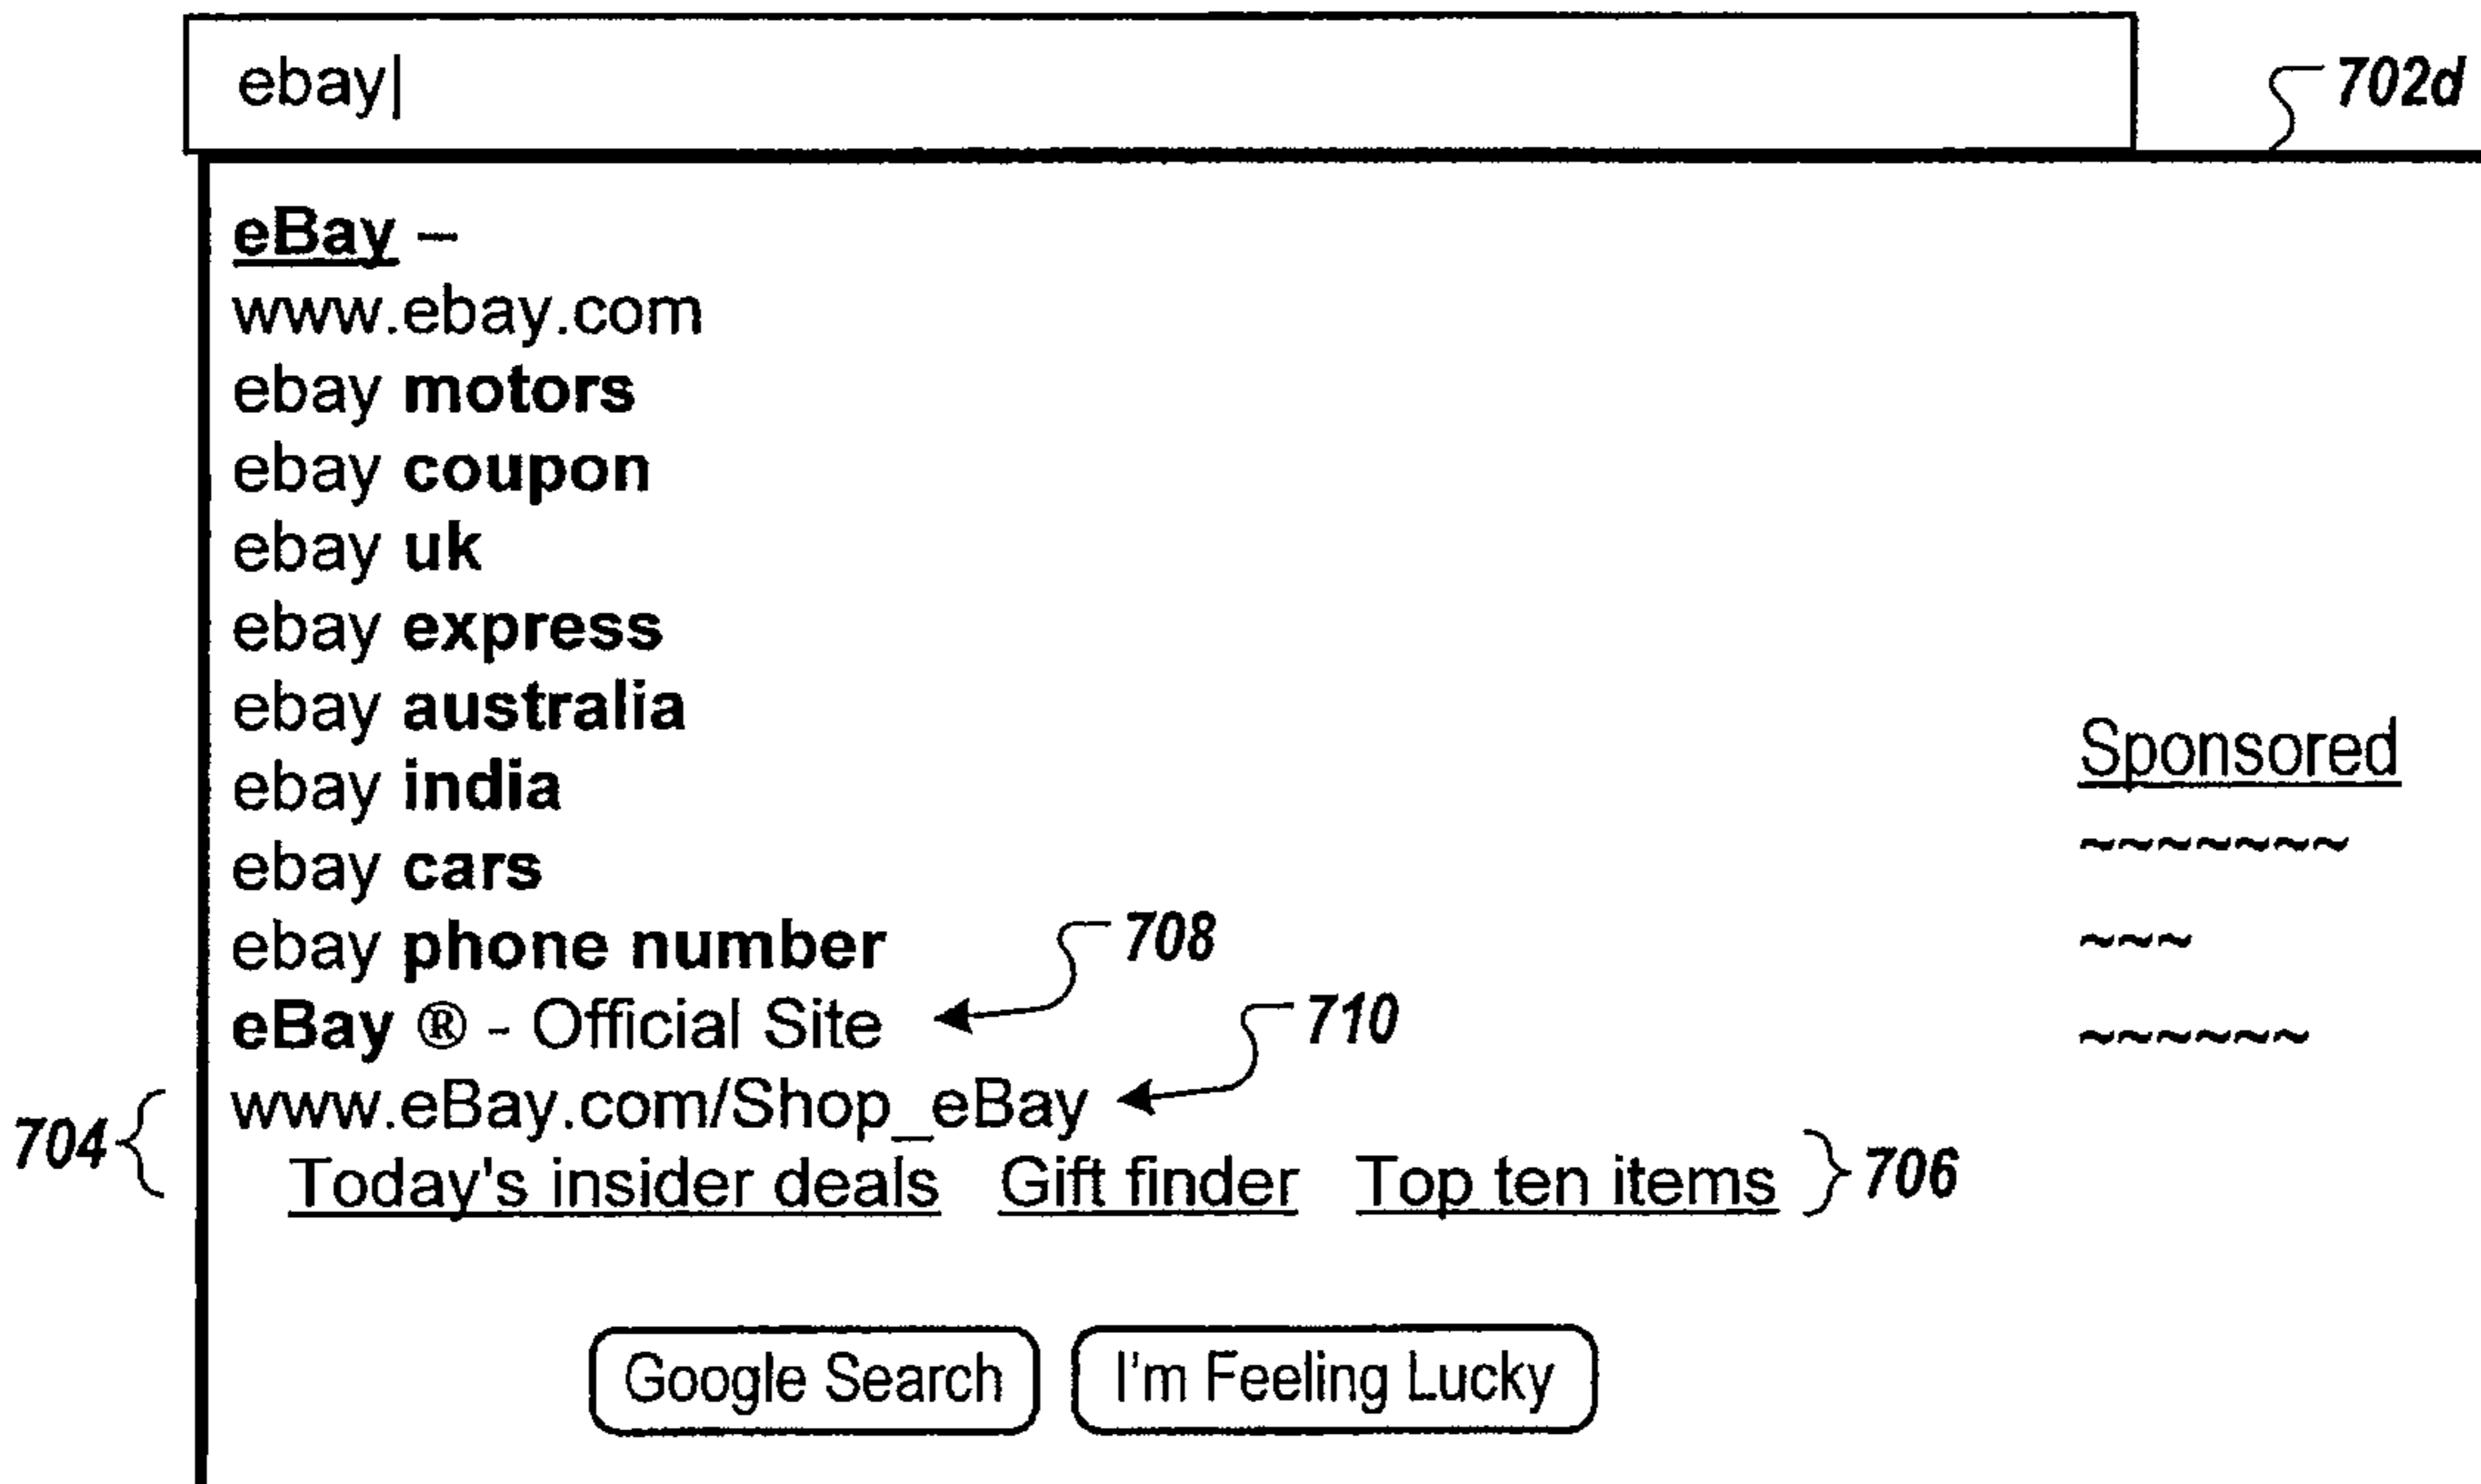 ebay|
702d
eBay –
www.ebay.com
ebay motors
ebay coupon
ebay uk
ebay express
ebay australia
Sponsored
ebay india
~~~~~~~
ebay cars
ebay phone number
708
~~~
eBay ® - Official Site
710
~~~~~~
www.eBay.com/Shop_eBay
704
Today's insider deals Gift finder Top ten items
706
Google Search I'm Feeling Lucky